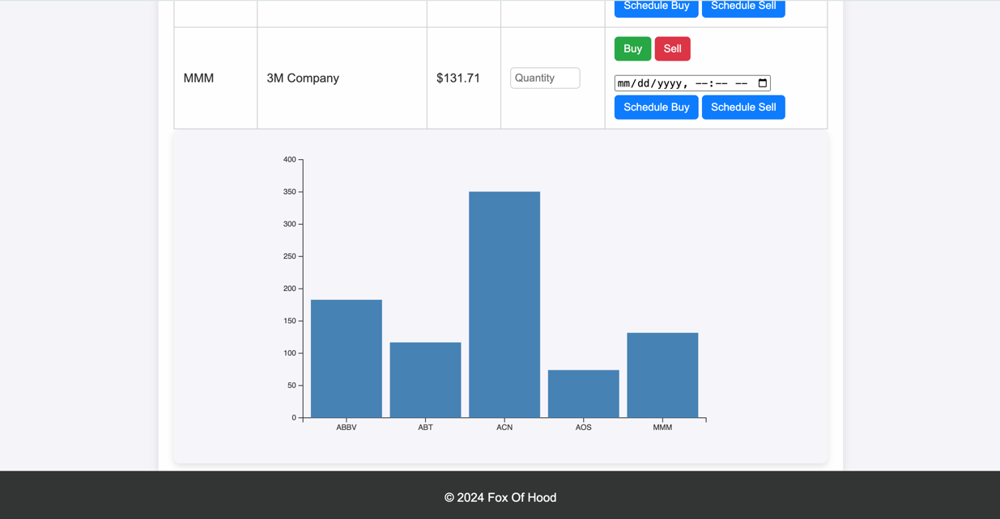 Schedule Buy Schedule Sell
Buy Sell
MMM 3M Company $131.71 Quantity
mm/dd/yyyy, --:-- --
Schedule Buy Schedule Sell
400
350
300
250
200
150
100
50
0
ABBV ABT ACN AOS MMM
© 2024 Fox Of Hood